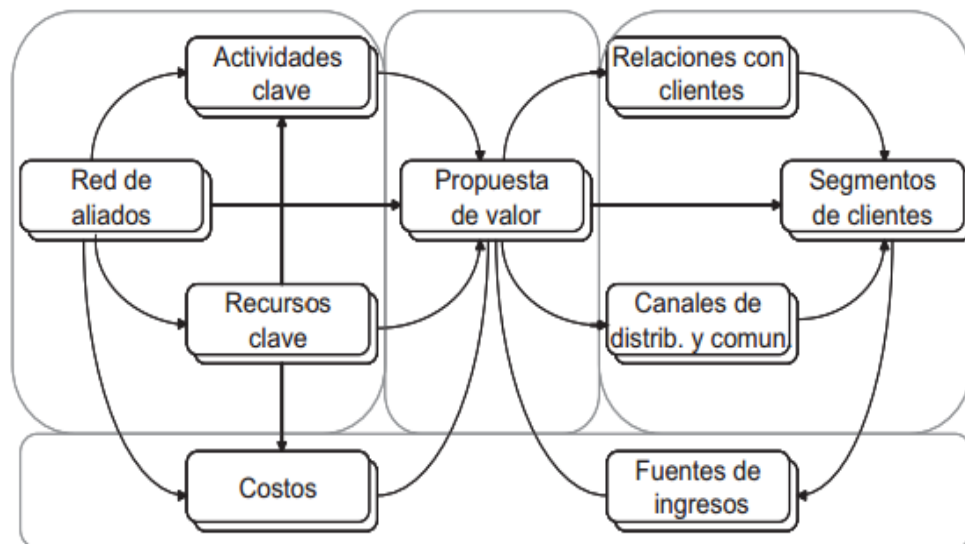 Actividades
clave
Relaciones con
clientes
Red de
aliados
Propuesta
de valor
Segmentos
de clientes
Recursos
clave
Canales de
distrib. y comun.
Costos
Fuentes de
ingresos